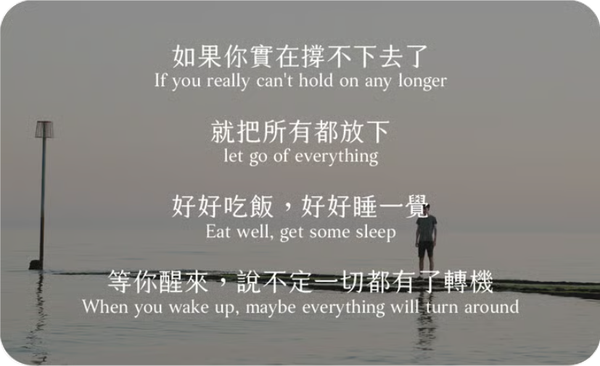 如果你實在撐不下去了
If you really can't hold on any longer
就把所有都放下
let go of everything
好好吃飯，好好睡一覺
Eat well, get some sleep
等你醒來，說不定一切都有了轉機
When you wake up, maybe everything will turn around